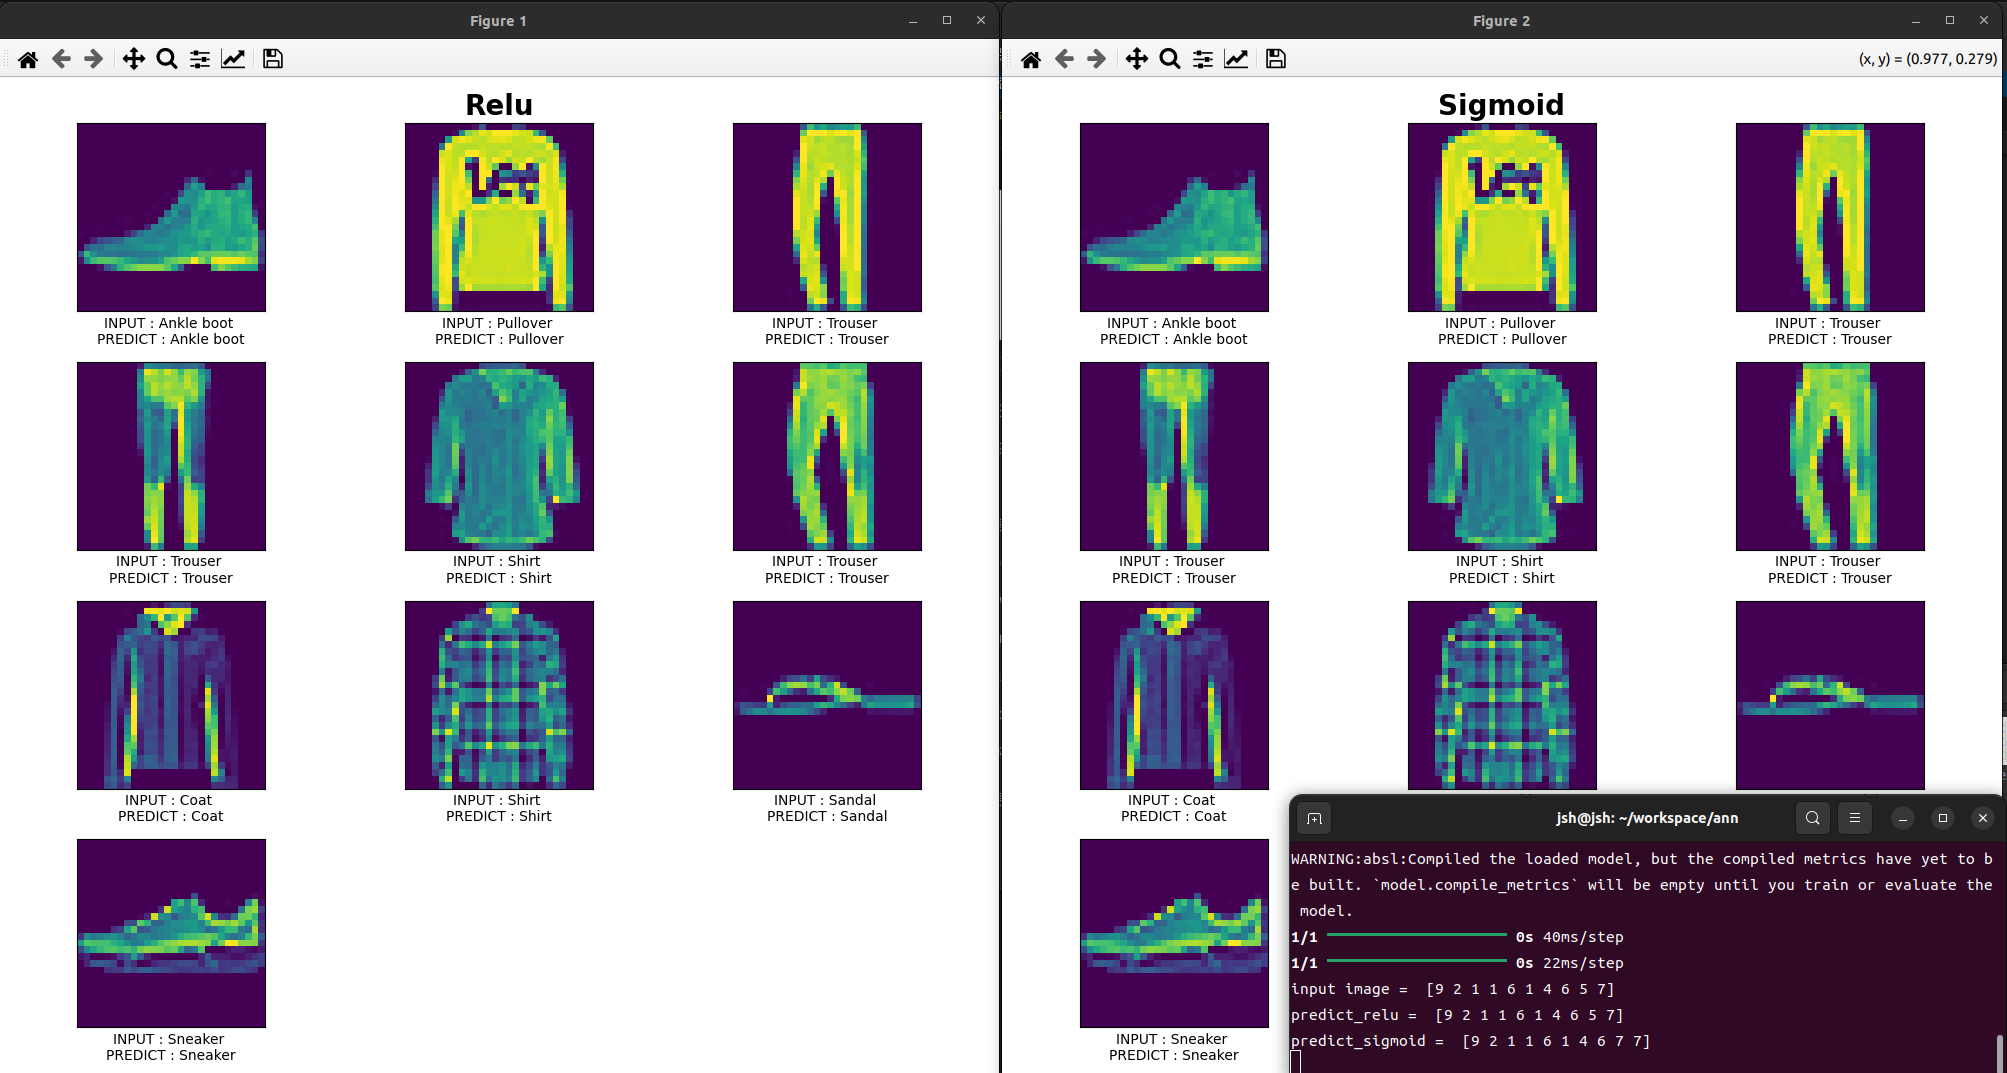 Figure 1
Relu
INPUT : Ankle boot
PREDICT : Ankle boot
INPUT : Pullover
PREDICT : Pullover
INPUT : Trouser
PREDICT : Trouser
INPUT : Trouser
PREDICT : Trouser
INPUT : Shirt
PREDICT : Shirt
INPUT : Trouser
PREDICT : Trouser
INPUT : Coat
PREDICT : Coat
INPUT : Shirt
PREDICT : Shirt
INPUT : Sandal
PREDICT : Sandal
INPUT : Sneaker
PREDICT : Sneaker
Figure 2
(x, y) = (0.977, 0.279)
Sigmoid
INPUT : Ankle boot
PREDICT : Ankle boot
INPUT : Pullover
PREDICT : Pullover
INPUT : Trouser
PREDICT : Trouser
INPUT : Trouser
PREDICT : Trouser
INPUT : Shirt
PREDICT : Shirt
INPUT : Trouser
PREDICT : Trouser
INPUT : Coat
PREDICT : Coat
INPUT : Sneaker
PREDICT : Sneaker
jsh@jsh: ~/workspace/ann
WARNING:absl:Compiled the loaded model, but the compiled metrics have yet to b
e built. `model.compile_metrics` will be empty until you train or evaluate the
 model.
1/1 0s 40ms/step
1/1 0s 22ms/step
input image =  [9 2 1 1 6 1 4 6 5 7]
predict_relu =  [9 2 1 1 6 1 4 6 5 7]
predict_sigmoid =  [9 2 1 1 6 1 4 6 7 7]